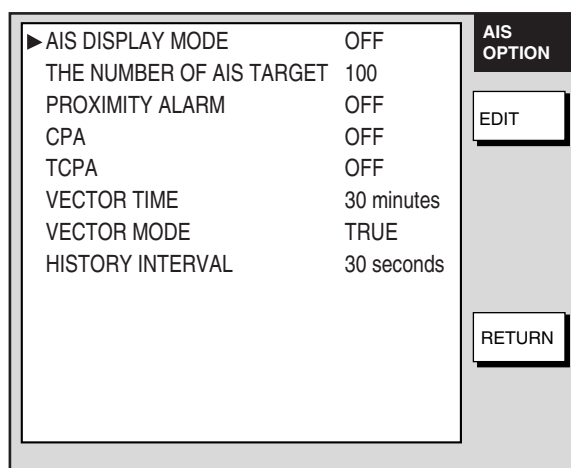 ▶AIS DISPLAY MODE OFF
THE NUMBER OF AIS TARGET 100
PROXIMITY ALARM OFF
CPA OFF
TCPA OFF
VECTOR TIME 30 minutes
VECTOR MODE TRUE
HISTORY INTERVAL 30 seconds
AIS
OPTION
EDIT
RETURN